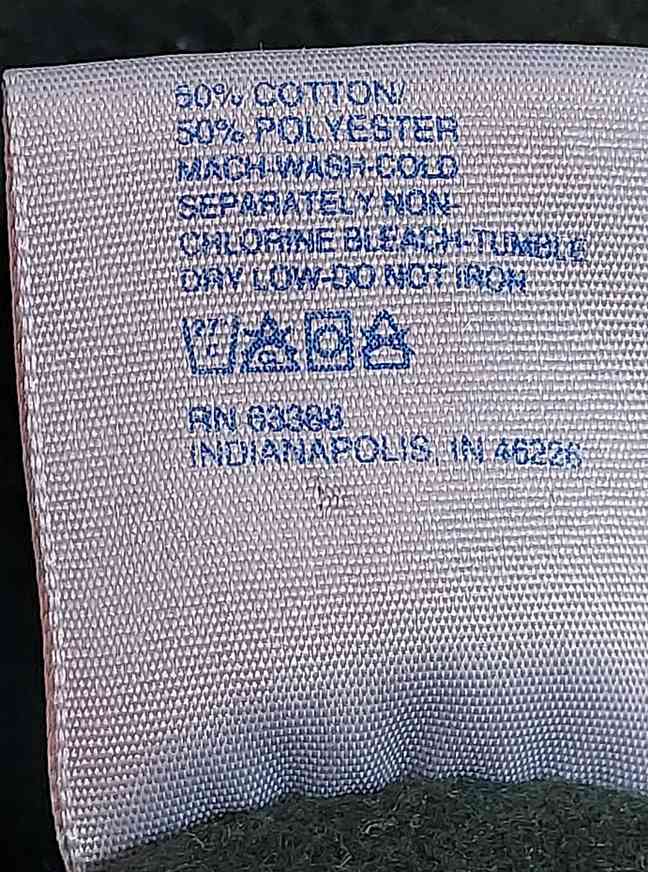 50% COTTON/
50% POLYESTER
MACH-WASH-COLD
SEPARATELY NON-
CHLORINE BLEACH-TUMBLE
DRY LOW-DO NOT IRON
RN 63388
INDIANAPOLIS, IN 46226